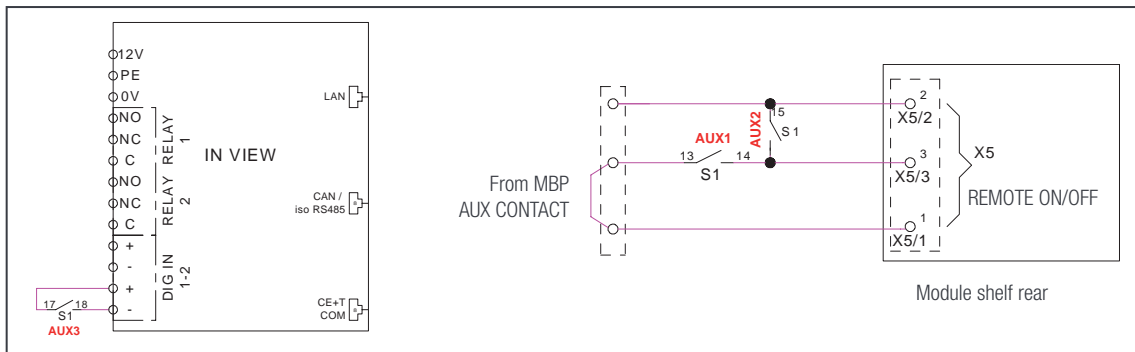 12V
PE
0V
NO
NC
C
NO
NC
C
+
-
+
-
RELAY 1
RELAY 2
DIG IN 1-2
IN VIEW
LAN
CAN /
iso RS485
CE+T
COM
17 18
S1
AUX3
From MBP
AUX CONTACT
AUX1
13 14
S1
AUX2
15
S1
2
X5/2
3
X5/3
1
X5/1
X5
REMOTE ON/OFF
Module shelf rear